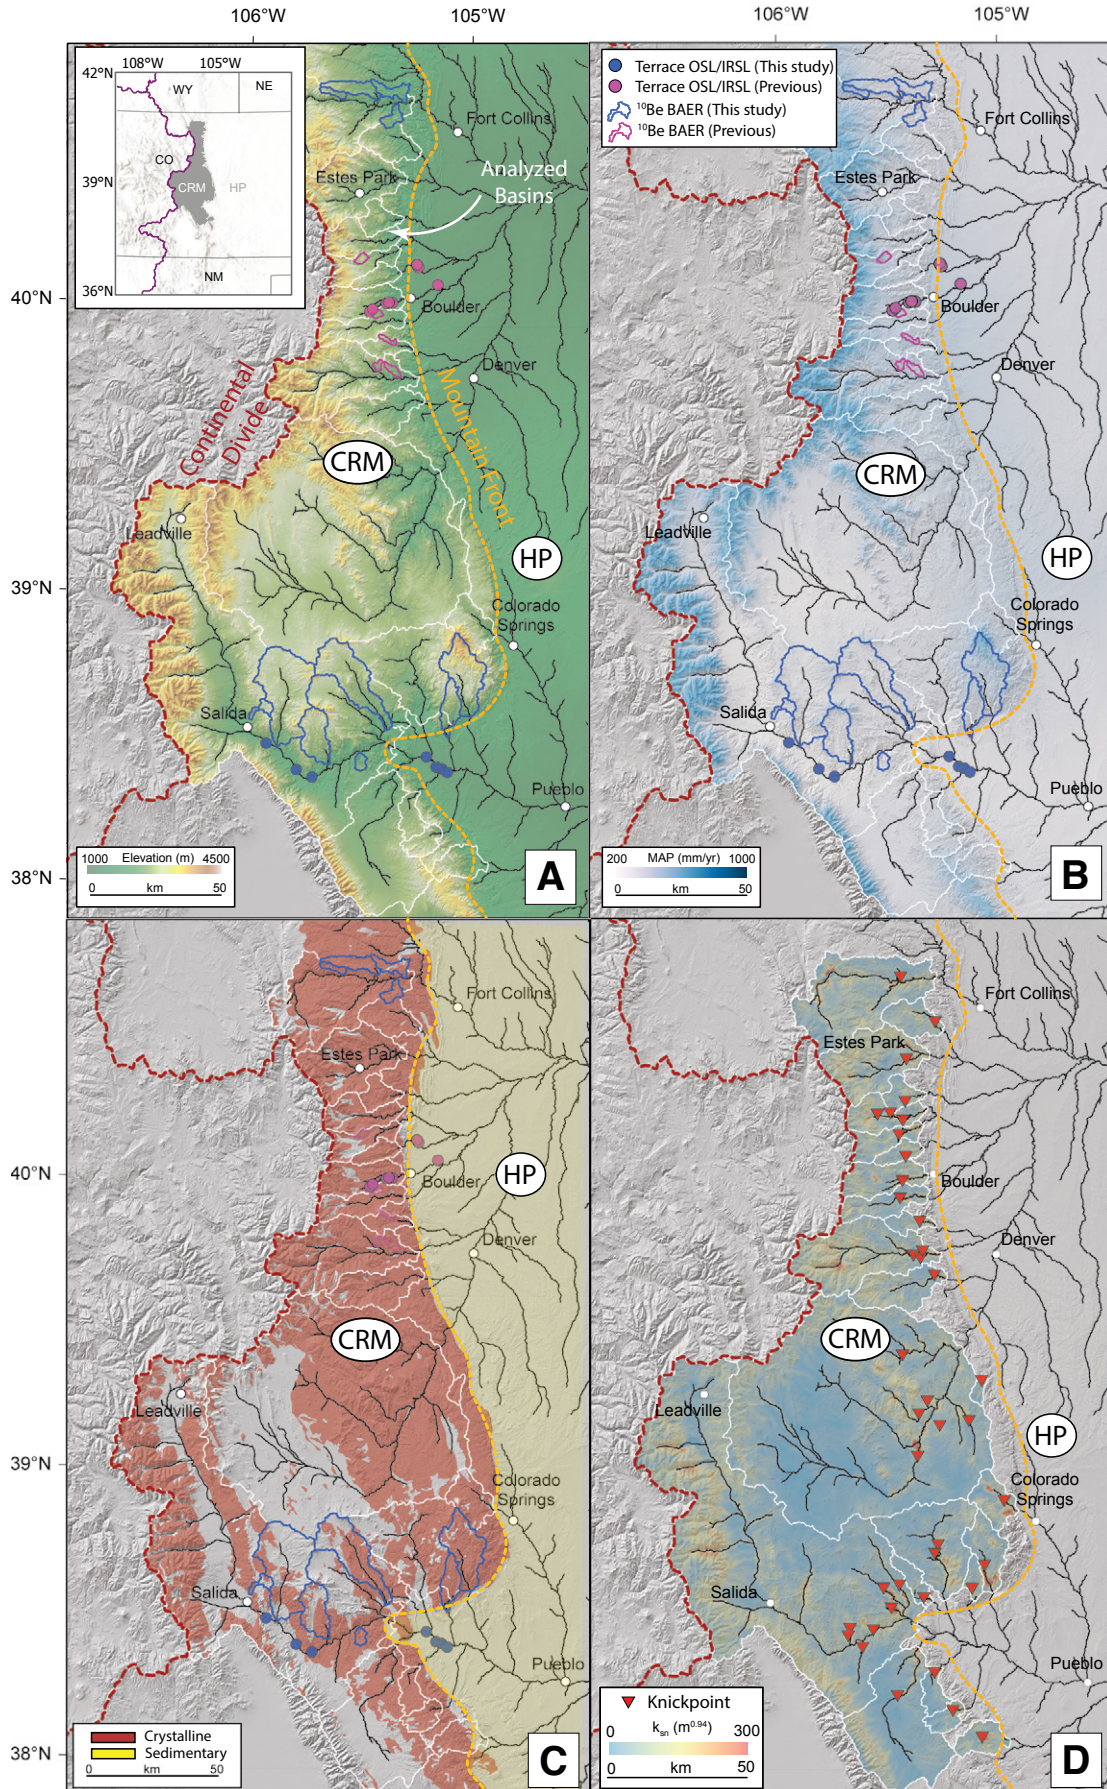 106°W
105°W
106°W
105°W
108°W
105°W
42°N
39°N
36°N
WY
NE
CO
CRM
HP
NM
Fort Collins
Estes Park
Analyzed
Basins
Boulder
Denver
Continental
Divide
Mountain Front
CRM
HP
Leadville
Colorado
Springs
Salida
Pueblo
40°N
39°N
38°N
1000 Elevation (m) 4500
0 km 50
A
Terrace OSL/IRSL (This study)
Terrace OSL/IRSL (Previous)
¹⁰Be BAER (This study)
¹⁰Be BAER (Previous)
Fort Collins
Estes Park
Boulder
Denver
CRM
HP
Leadville
Colorado
Springs
Salida
Pueblo
200 MAP (mm/yr) 1000
0 km 50
B
Fort Collins
Estes Park
Boulder
HP
Denver
CRM
Leadville
Colorado
Springs
Salida
Pueblo
40°N
39°N
38°N
Crystalline
Sedimentary
0 km 50
C
Fort Collins
Estes Park
Boulder
Denver
CRM
HP
Leadville
Colorado
Springs
Salida
Pueblo
Knickpoint
0 kₛₙ (m⁰·⁹⁴) 300
0 km 50
D